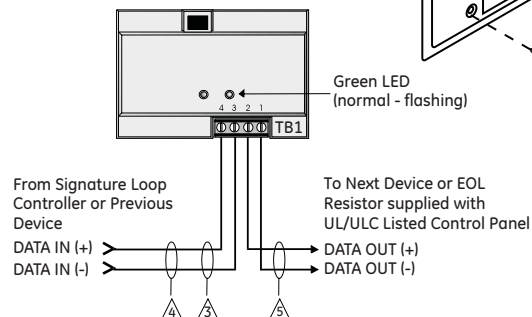 Green LED
(normal - flashing)
4 3 2 1
TB1
From Signature Loop
Controller or Previous
Device
DATA IN (+)
DATA IN (-)
To Next Device or EOL
Resistor supplied with
UL/ULC Listed Control Panel
DATA OUT (+)
DATA OUT (-)
4
3
5